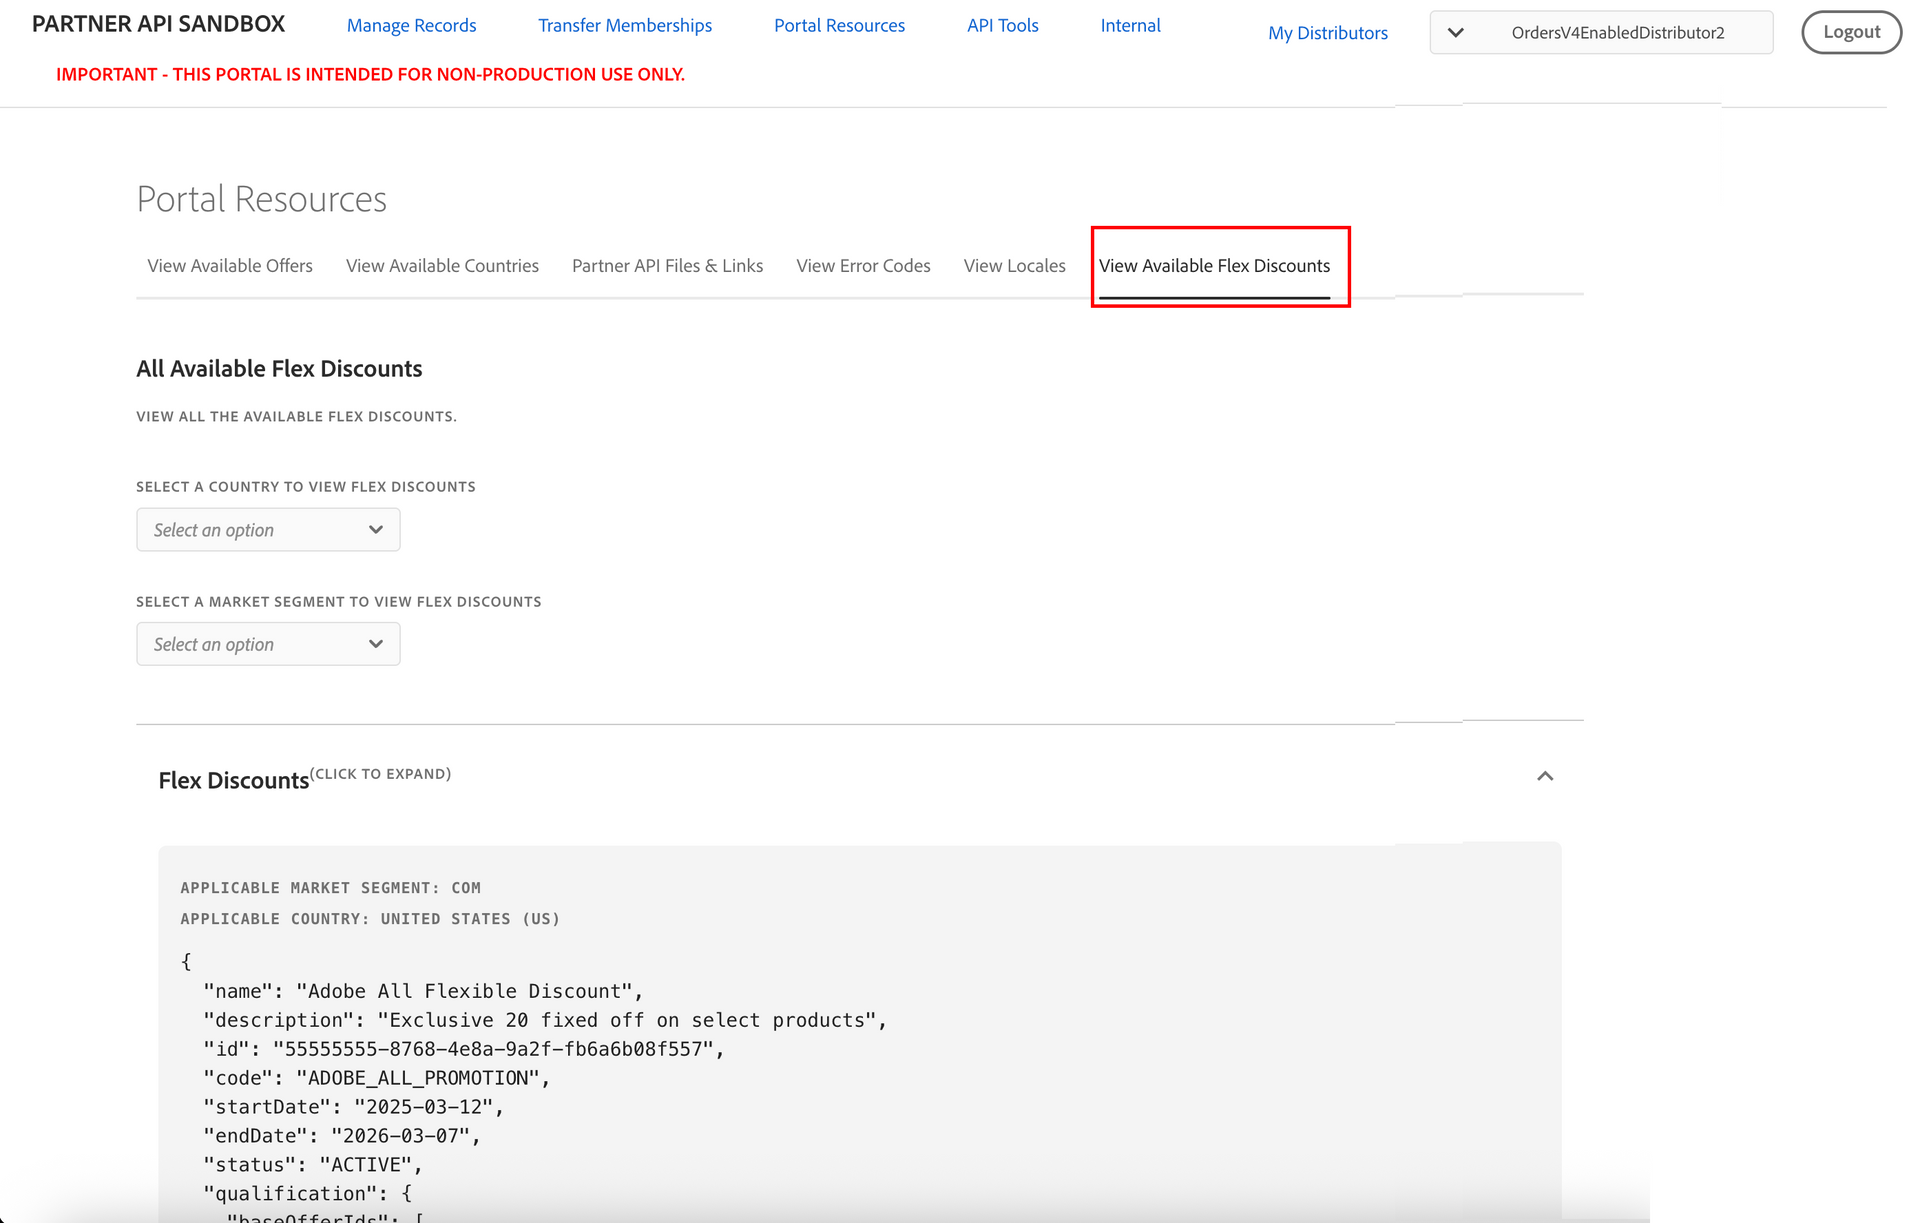 PARTNER API SANDBOX
Manage Records
Transfer Memberships
Portal Resources
API Tools
Internal
My Distributors
OrdersV4EnabledDistributor2
Logout
IMPORTANT - THIS PORTAL IS INTENDED FOR NON-PRODUCTION USE ONLY.
Portal Resources
View Available Offers
View Available Countries
Partner API Files & Links
View Error Codes
View Locales
View Available Flex Discounts
All Available Flex Discounts
VIEW ALL THE AVAILABLE FLEX DISCOUNTS.
SELECT A COUNTRY TO VIEW FLEX DISCOUNTS
Select an option
SELECT A MARKET SEGMENT TO VIEW FLEX DISCOUNTS
Select an option
Flex Discounts (CLICK TO EXPAND)
APPLICABLE MARKET SEGMENT: COM
APPLICABLE COUNTRY: UNITED STATES (US)
{
"name": "Adobe All Flexible Discount",
"description": "Exclusive 20 fixed off on select products",
"id": "55555555-8768-4e8a-9a2f-fb6a6b08f557",
"code": "ADOBE_ALL_PROMOTION",
"startDate": "2025-03-12",
"endDate": "2026-03-07",
"status": "ACTIVE",
"qualification": {
"baseOfferIds": [